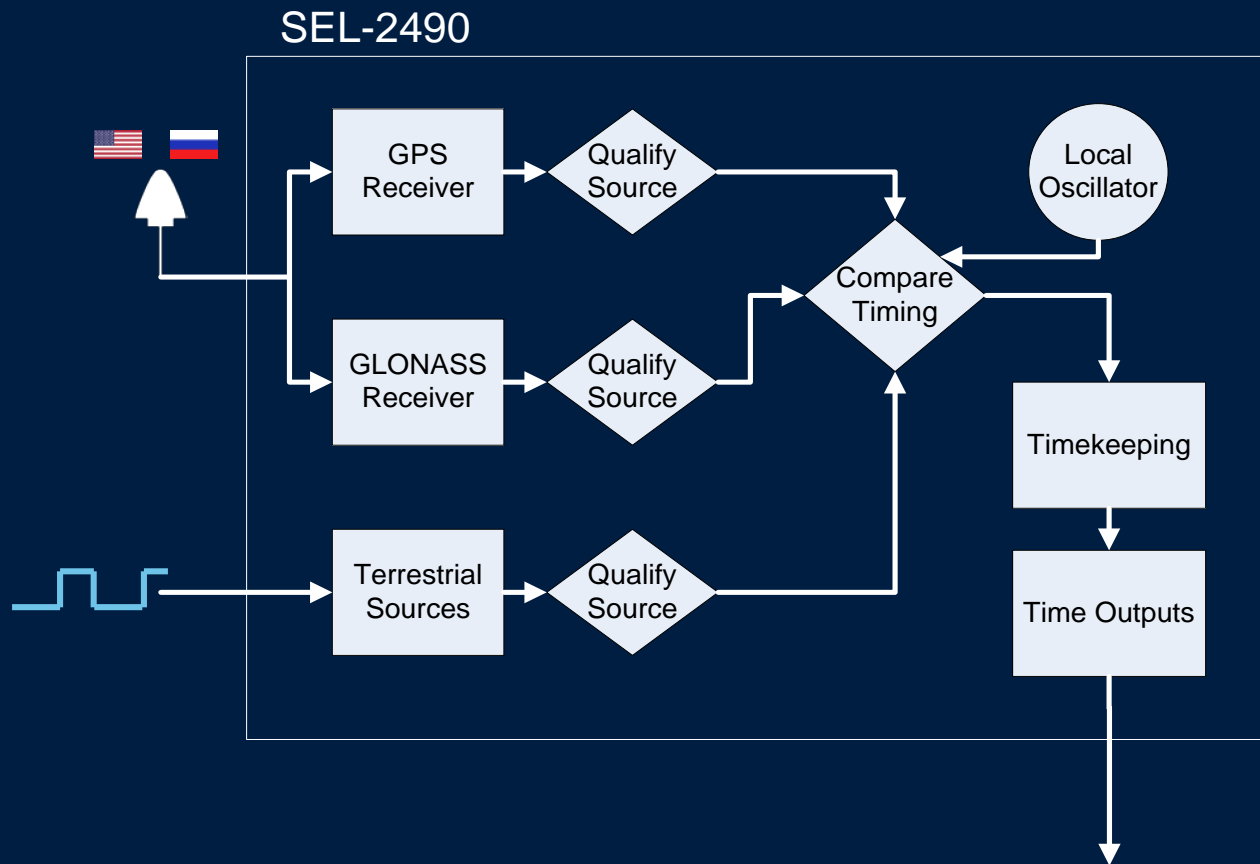 SEL-2490
GPS
Receiver
Qualify
Source
Local
Oscillator
Compare
Timing
GLONASS
Receiver
Qualify
Source
Timekeeping
Terrestrial
Sources
Qualify
Source
Time Outputs